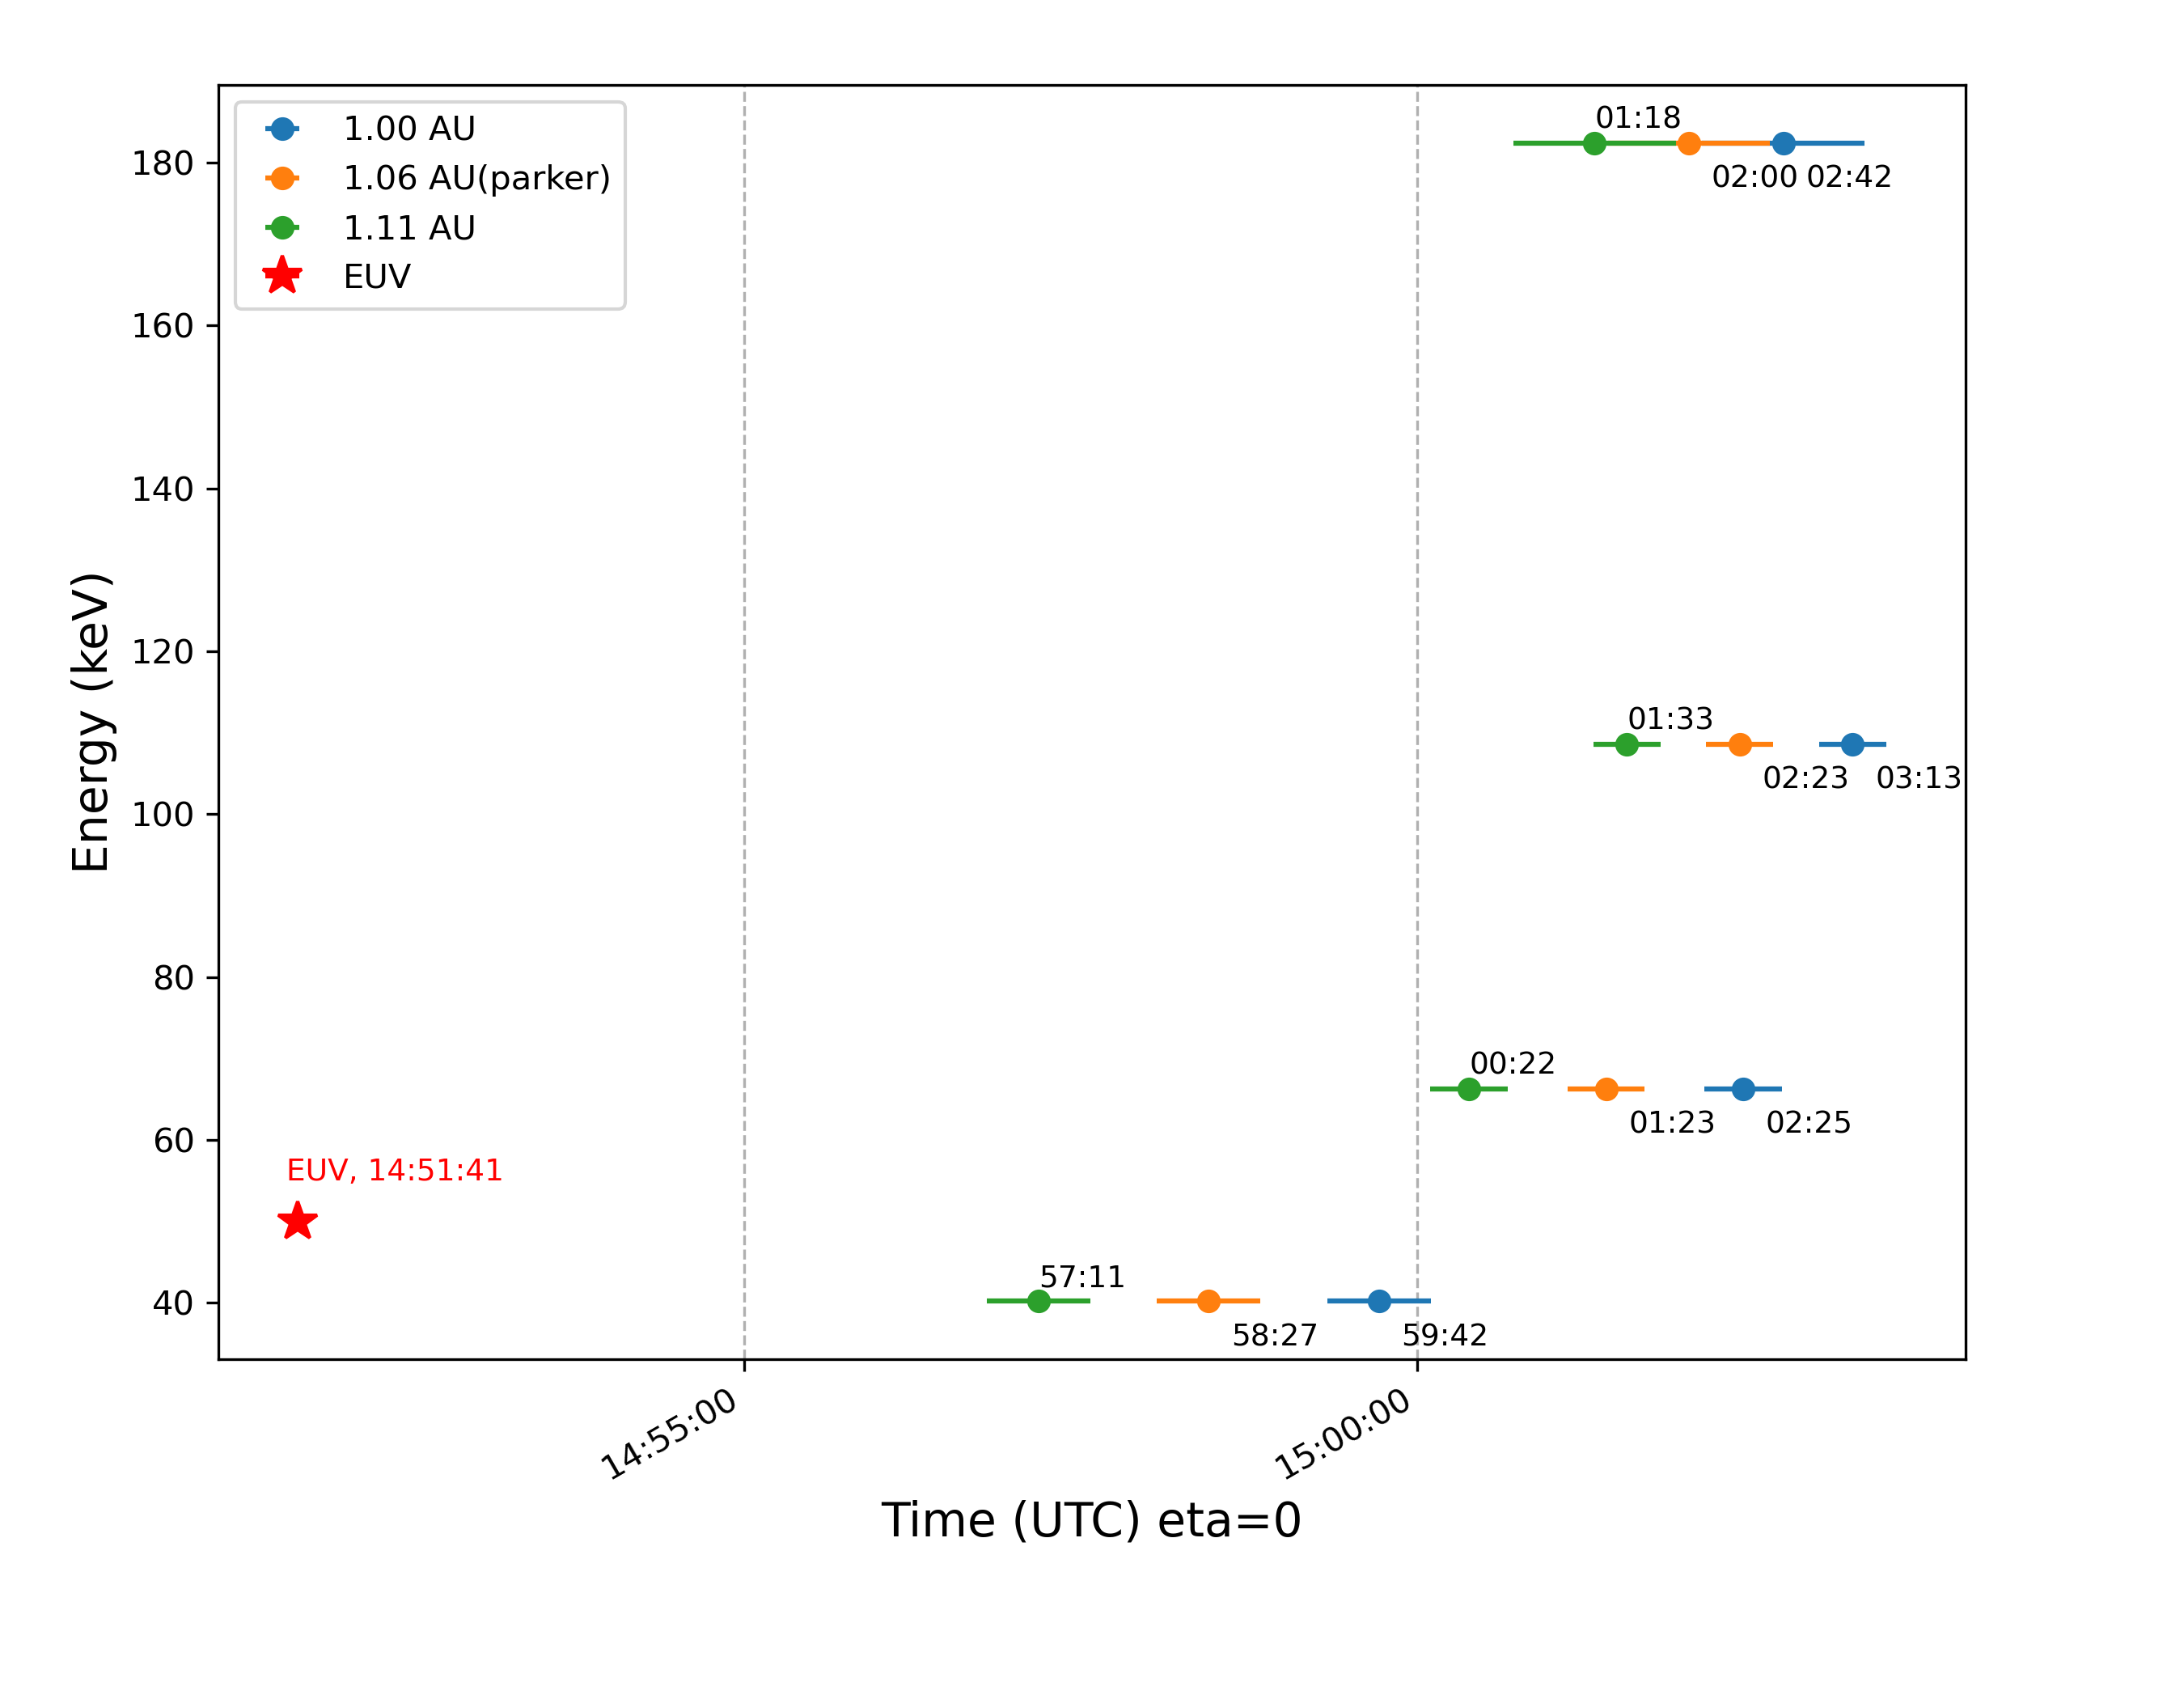 1.00 AU
1.06 AU(parker)
1.11 AU
EUV
01:18
02:00 02:42
01:33
02:23 03:13
00:22
01:23 02:25
EUV, 14:51:41
57:11
58:27 59:42
180
160
140
120
100
80
60
40
Energy (keV)
14:55:00 15:00:00
Time (UTC) eta=0